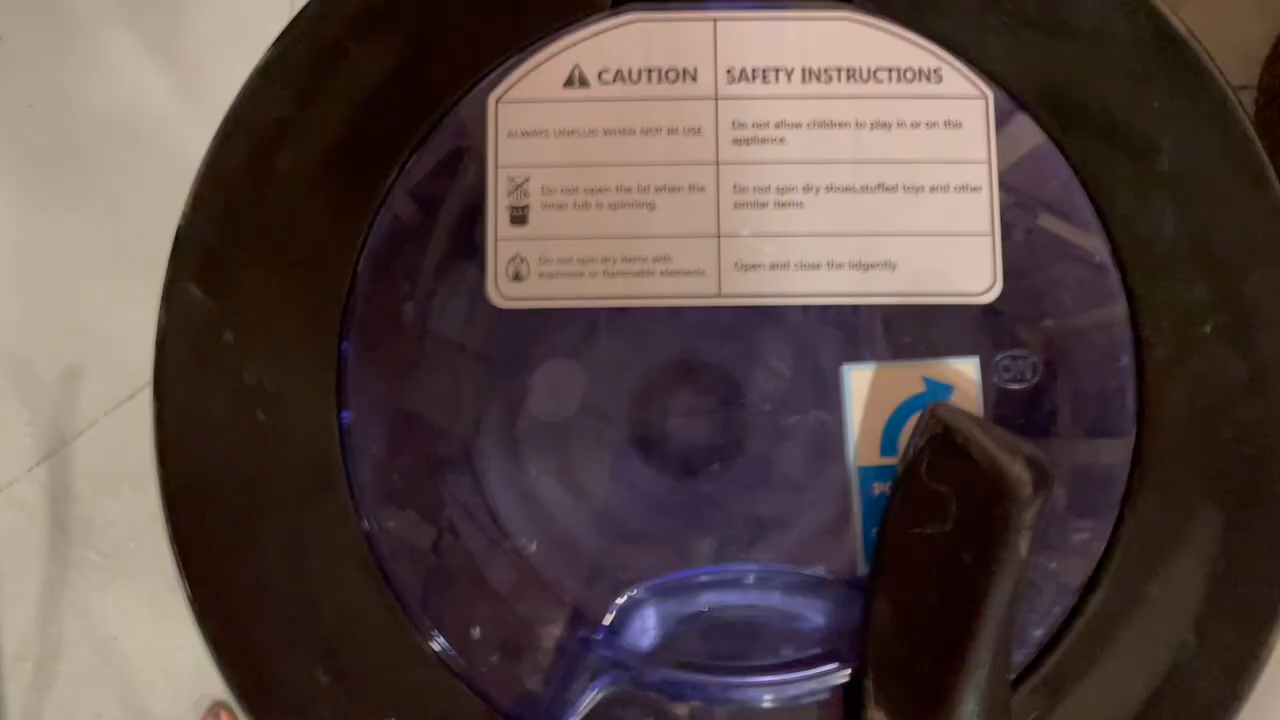 CAUTION
SAFETY INSTRUCTIONS
ALWAYS UNPLUG WHEN NOT IN USE
Do not allow children to play in or on this
appliance.
Do not open the lid when the
inner tub is spinning
Do not spin dry shoes,stuffed toys and other
similar items
Do not spin dry items with
explosive or flammable elements
Open and close the lidgently
ON